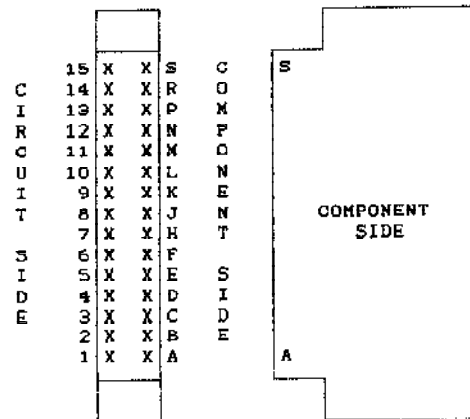 CIRCUIT SIDE
15 X X S
14 X X R
13 X X P
12 X X N
11 X X M
10 X X L
9 X X K
8 X X J
7 X X H
6 X X F
5 X X E
4 X X D
3 X X C
2 X X B
1 X X A
COMPONENT SIDE
S
COMPONENT
SIDE
A